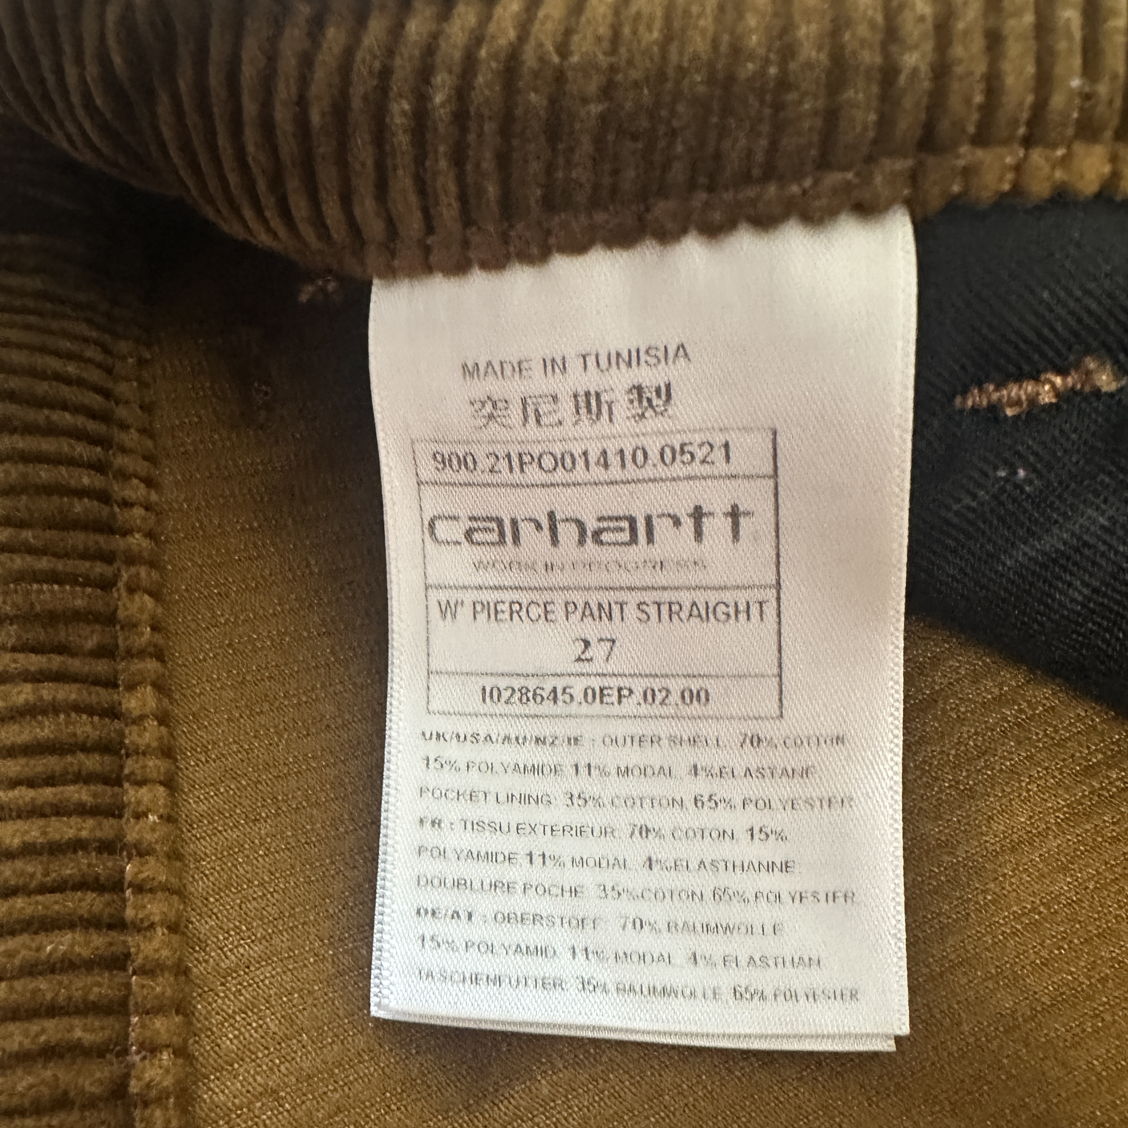 MADE IN TUNISIA
突尼斯製
900.21PO01410.0521
carhartt
WORK IN PROGRESS
W' PIERCE PANT STRAIGHT
27
I028645.0EP.02.00
UK/USA/AU/NZ/IE : OUTER SHELL: 70% COTTON
15% POLYAMIDE 11% MODAL, 4% ELASTANE
POCKET LINING: 35% COTTON, 65% POLYESTER
FR : TISSU EXTERIEUR: 70% COTON, 15%
POLYAMIDE, 11% MODAL, 4% ELASTHANNE
DOUBLURE POCHE: 35% COTON, 65% POLYESTER
DE/AT : OBERSTOFF: 70% BAUMWOLLE
15% POLYAMID, 11% MODAL, 4% ELASTHAN
TASCHENFUTTER: 35% BAUMWOLLE, 65% POLYESTER